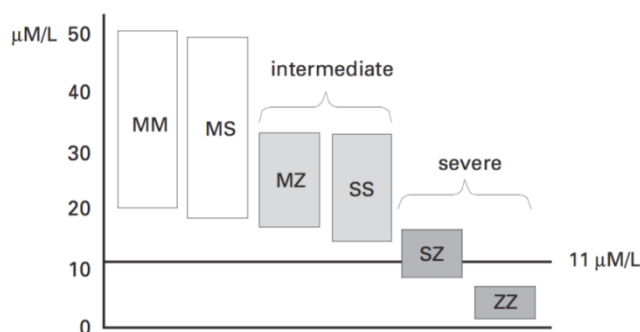 μM/L 50
40
30
20
10
0
intermediate
severe
MM
MS
MZ
SS
SZ
ZZ
11 μM/L